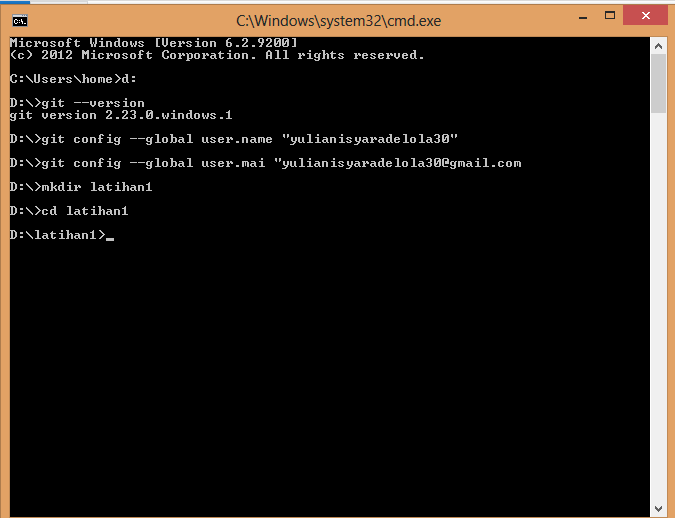 C:\Windows\system32\cmd.exe
Microsoft Windows [Version 6.2.9200]
(c) 2012 Microsoft Corporation. All rights reserved.
C:\Users\home>d:
D:\>git --version
git version 2.23.0.windows.1
D:\>git config --global user.name "yulianisyaradelola30"
D:\>git config --global user.mai "yulianisyaradelola30@gmail.com
D:\>mkdir latihan1
D:\>cd latihan1
D:\latihan1>_